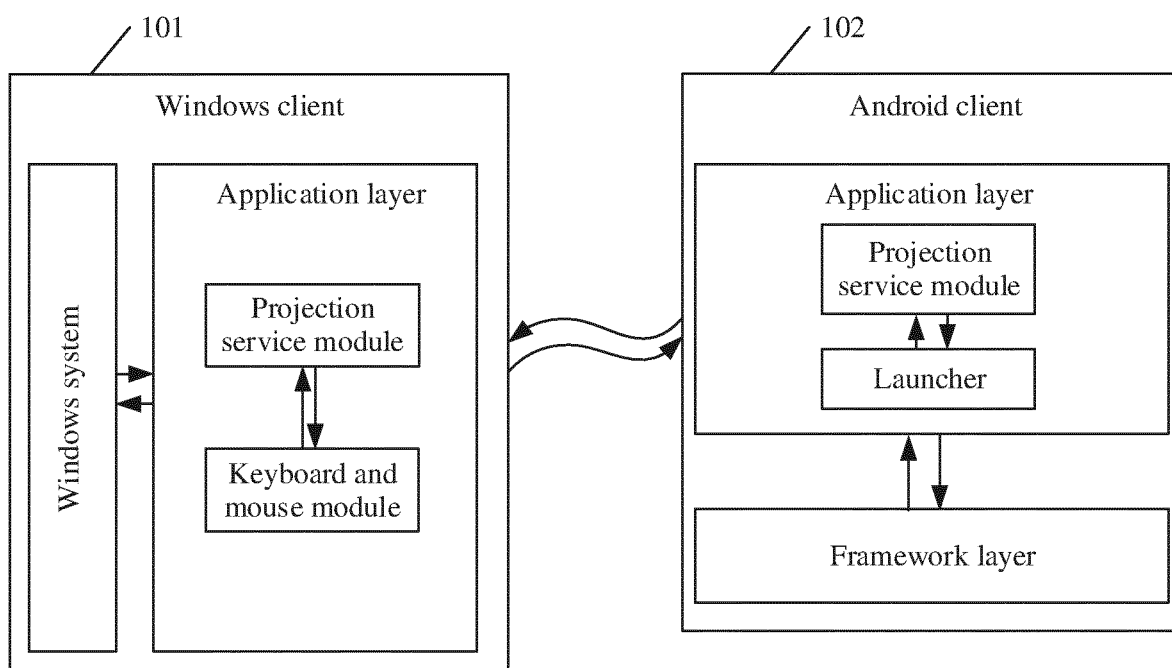 101
102
Windows client
Android client
Windows system
Application layer
Projection
service module
Keyboard and
mouse module
Application layer
Projection
service module
Launcher
Framework layer